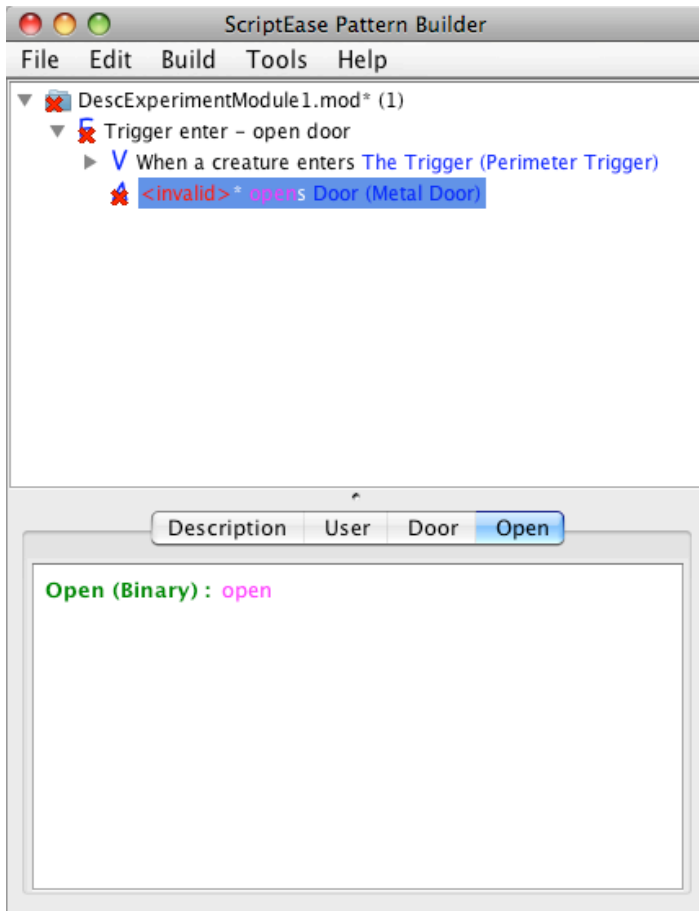 ScriptEase Pattern Builder
File Edit Build Tools Help
DescExperimentModule1.mod* (1)
E Trigger enter - open door
V When a creature enters The Trigger (Perimeter Trigger)
A <invalid>* opens Door (Metal Door)
Description User Door Open
Open (Binary) : open